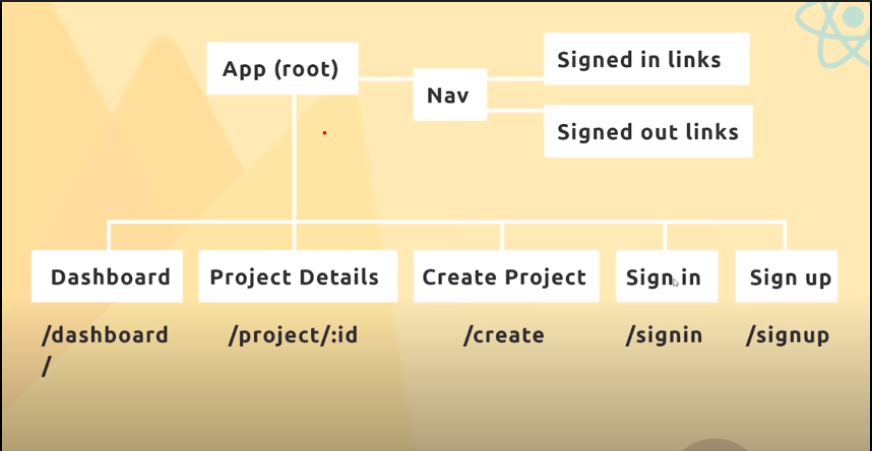 App (root)
Nav
Signed in links
Signed out links
Dashboard
Project Details
Create Project
Sign in
Sign up
/dashboard
/
/project/:id
/create
/signin
/signup